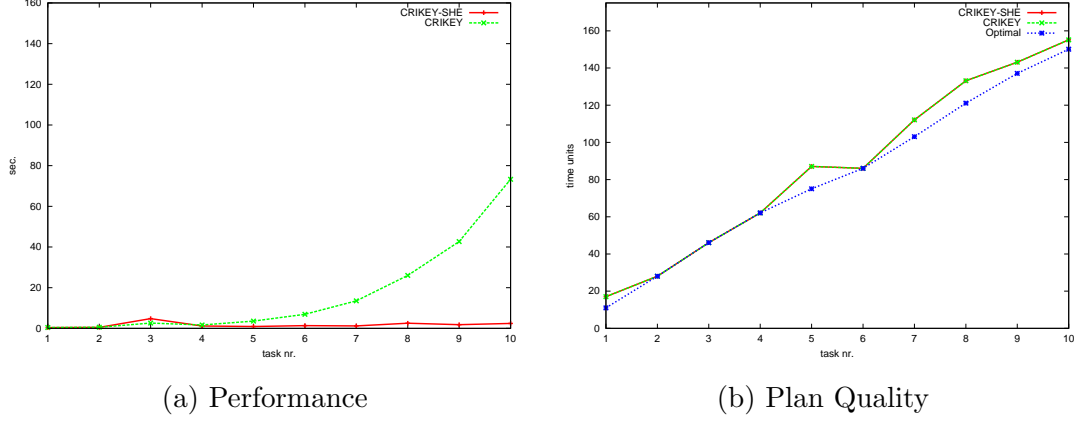 160
140
120
100
80
60
40
20
0
sec.
1 2 3 4 5 6 7 8 9 10
task nr.
CRIKEY-SHE
CRIKEY
(a) Performance
160
140
120
100
80
60
40
20
0
time units
1 2 3 4 5 6 7 8 9 10
task nr.
CRIKEY-SHE
CRIKEY
Optimal
(b) Plan Quality